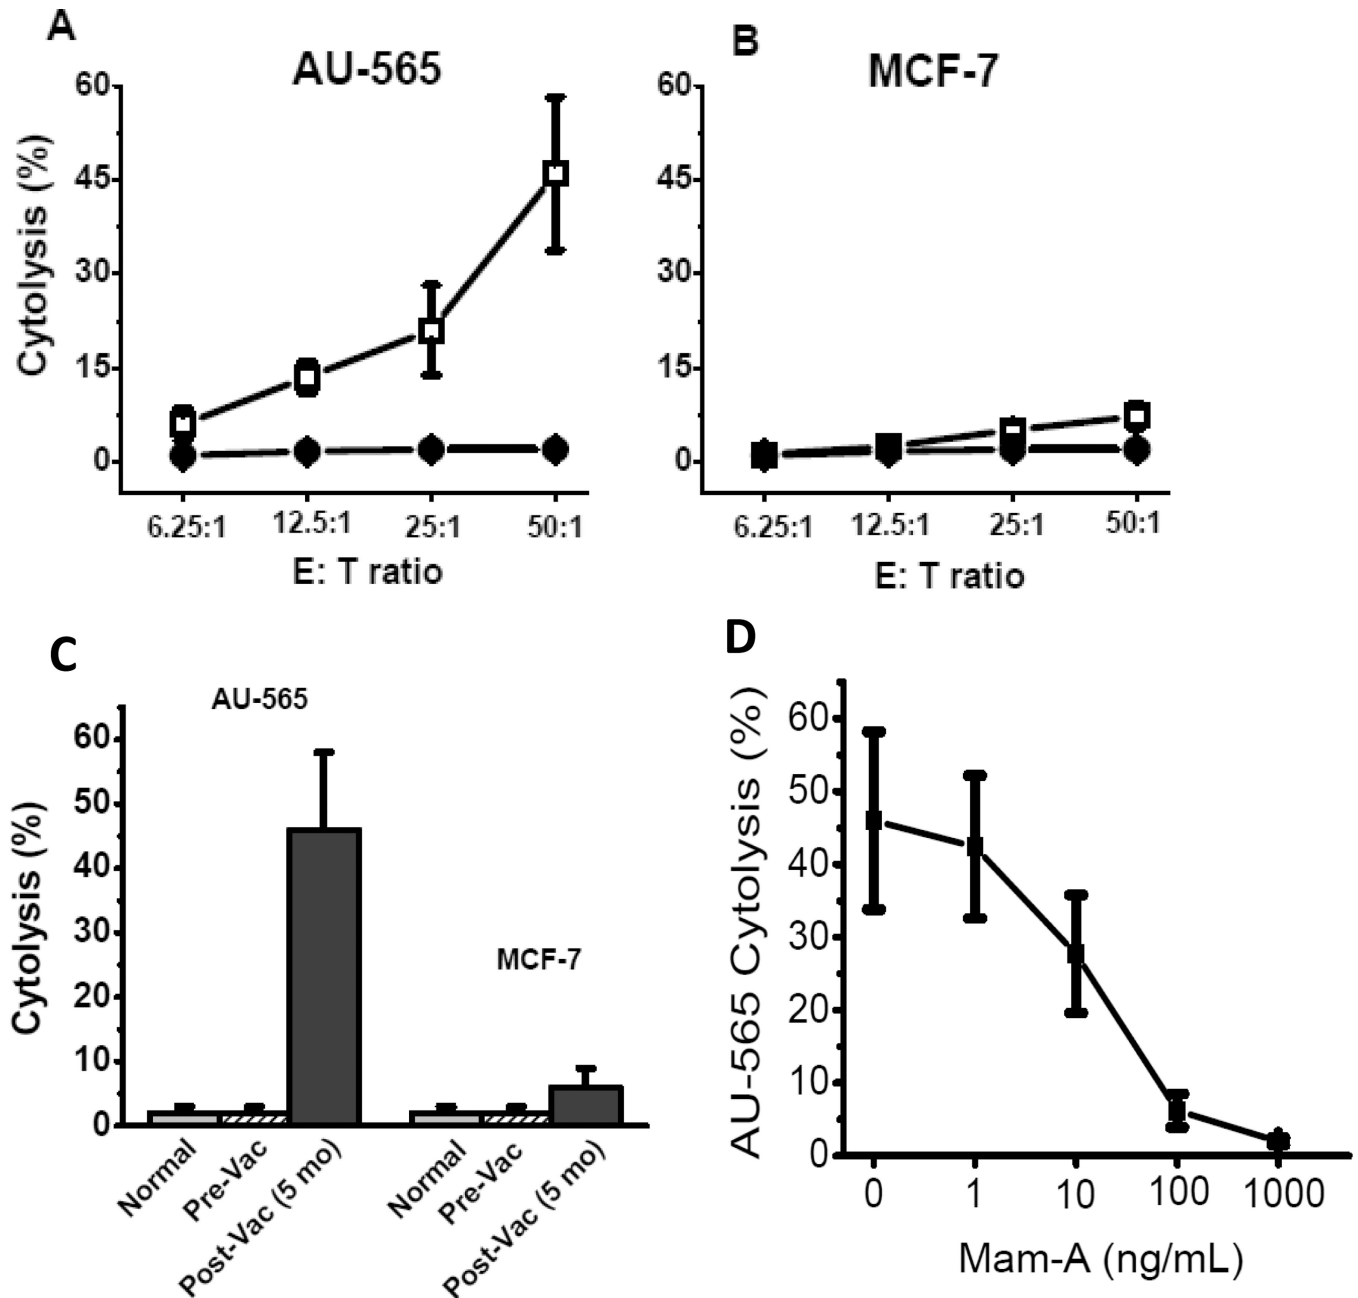 A
AU-565
Cytolysis (%)
60
45
30
15
0
6.25:1 12.5:1 25:1 50:1
E: T ratio
B
MCF-7
60
45
30
15
0
6.25:1 12.5:1 25:1 50:1
E: T ratio
C
AU-565
MCF-7
Cytolysis (%)
60
50
40
30
20
10
0
Normal
Pre-Vac
Post-Vac (5 mo)
Normal
Pre-Vac
Post-Vac (5 mo)
D
AU-565 Cytolysis (%)
60
50
40
30
20
10
0
0 1 10 100 1000
Mam-A (ng/mL)